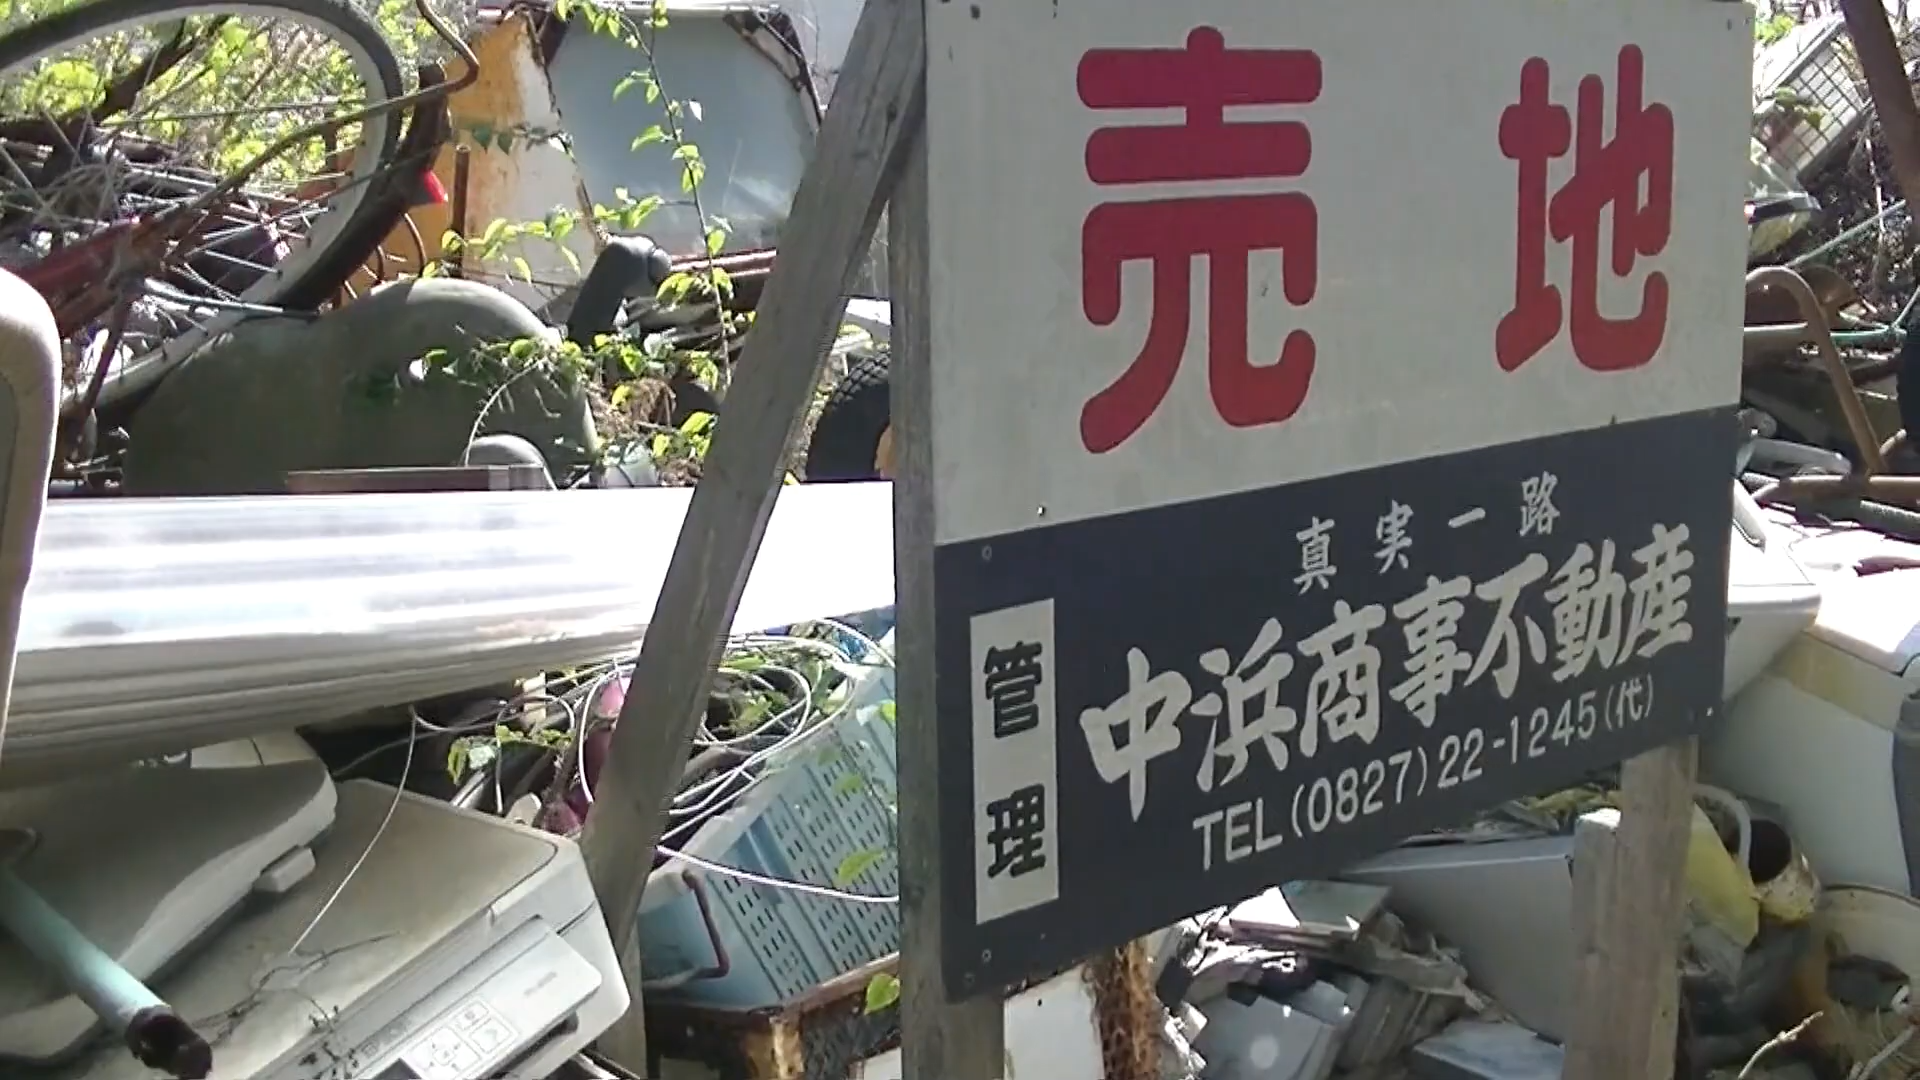 売地
真実一路
管理
中浜商事不動産
TEL(0827)22-1245(代)